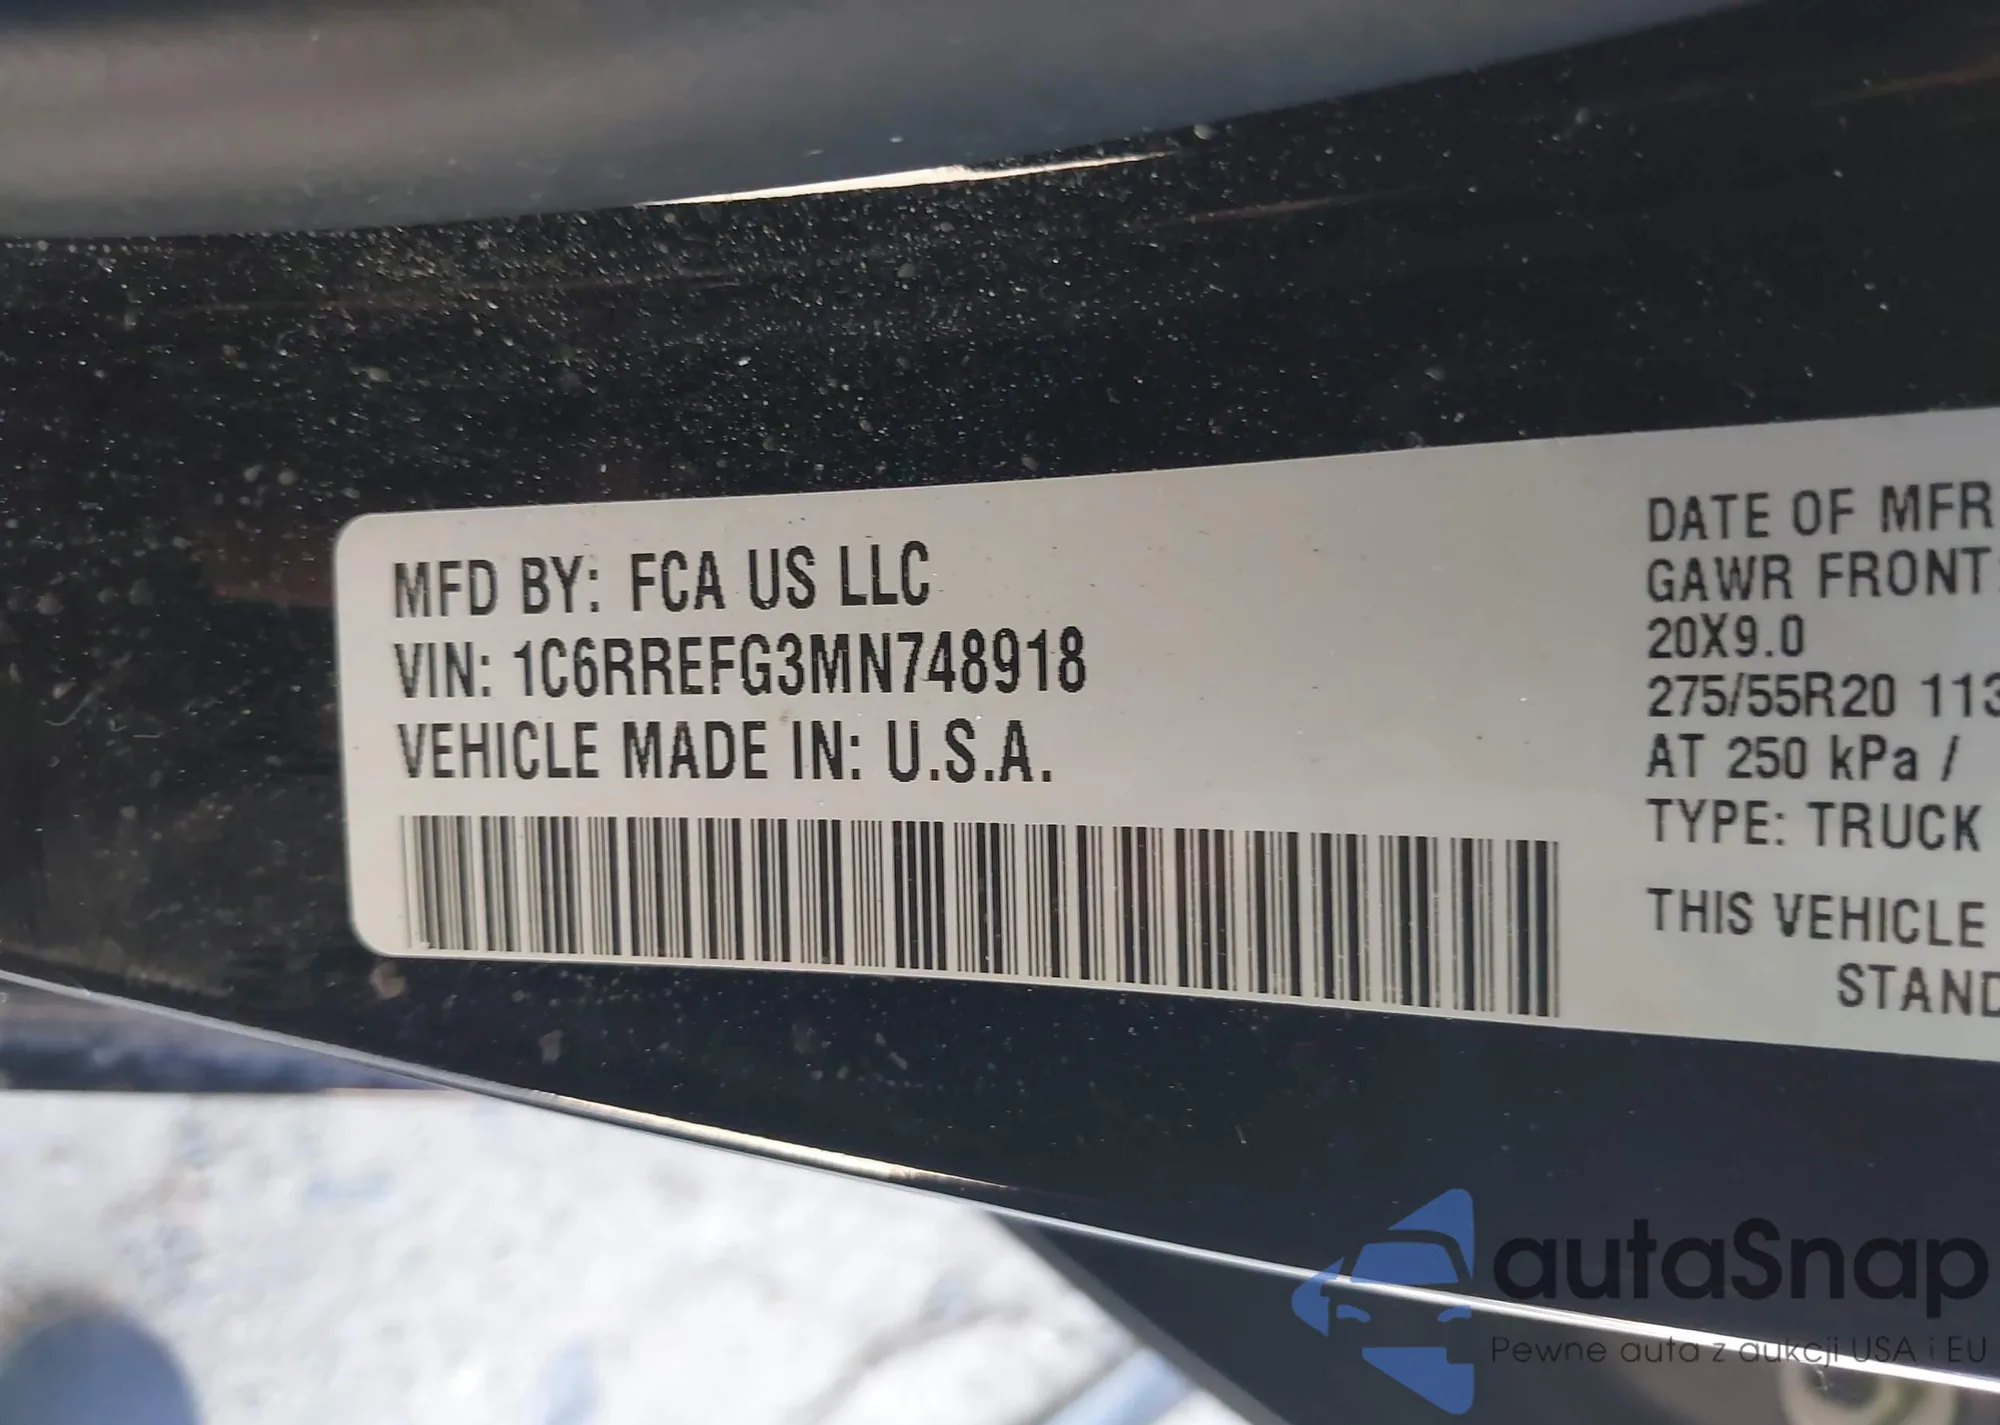 MFD BY: FCA US LLC
VIN: 1C6RREFG3MN748918
VEHICLE MADE IN: U.S.A.
DATE OF MFR
GAWR FRONT:
20X9.0
275/55R20 113
AT 250 kPa /
TYPE: TRUCK
THIS VEHICLE
STAND
autaSnap
Pewne auta z aukcji USA i EU